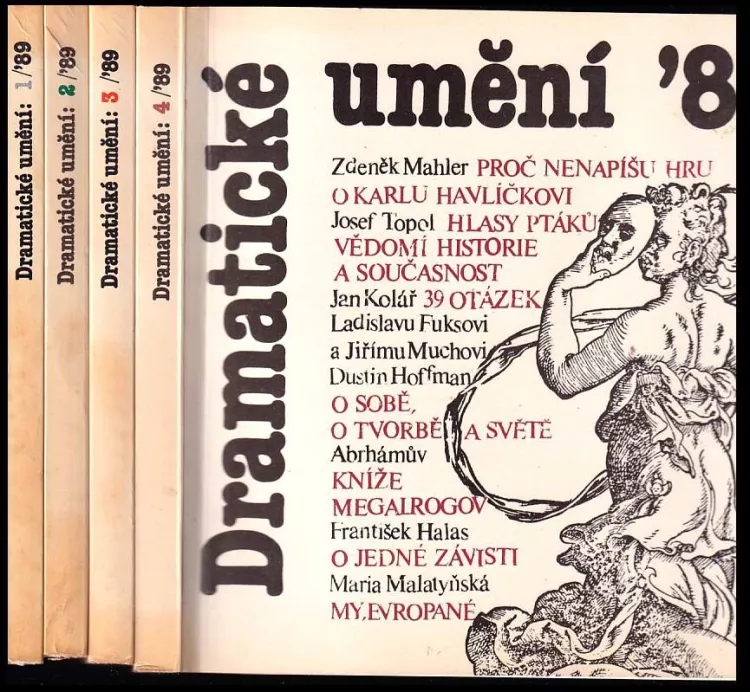 Dramatické umění: 1/'89
Dramatické umění: 2/'89
Dramatické umění: 3/'89
Dramatické umění: 4/'89
Dramatické
umění '8
Zdeněk Mahler PROČ NENAPÍŠU HRU
O KARLU HAVLÍČKOVI
Josef Topol HLASY PTÁKŮ
VĚDOMÍ HISTORIE
A SOUČASNOST
Jan Kolář 39 OTÁZEK
Ladislavu Fuksovi
a Jiřímu Muchovi
Dustin Hoffman
O SOBĚ,
O TVORBĚ A SVĚTĚ
Abrhámův
KNÍŽE
MEGALROGOV
František Halas
O JEDNÉ ZÁVISTI
Maria Malatyňská
MY, EVROPANÉ